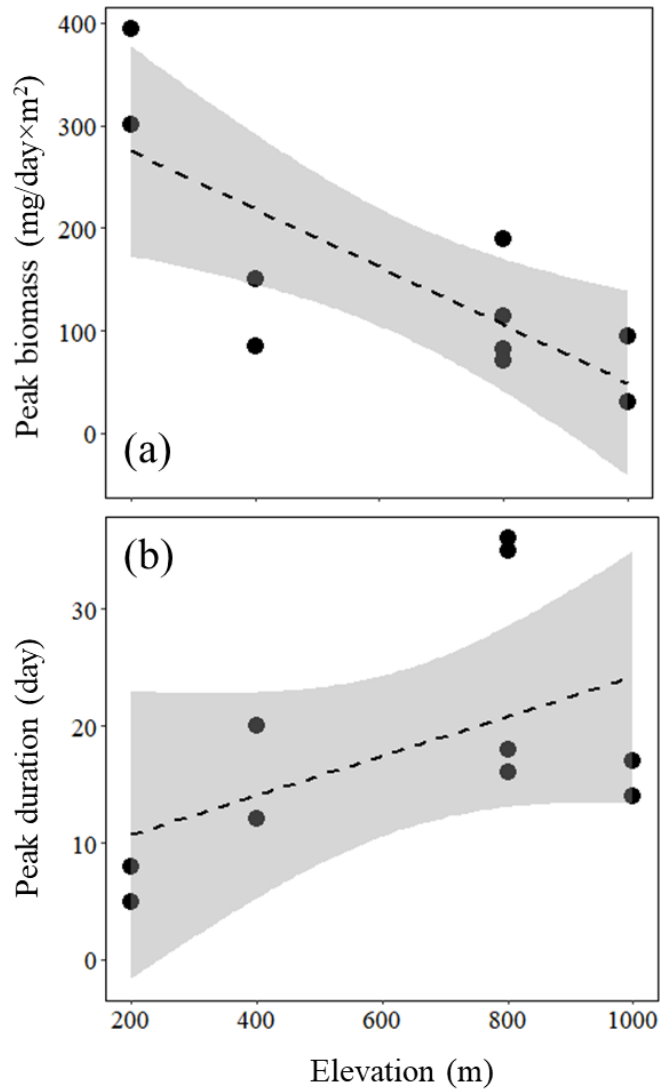 Peak biomass (mg/day×m²)
400
300
200
100
0
(a)
Peak duration (day)
30
20
10
0
(b)
200 400 600 800 1000
Elevation (m)